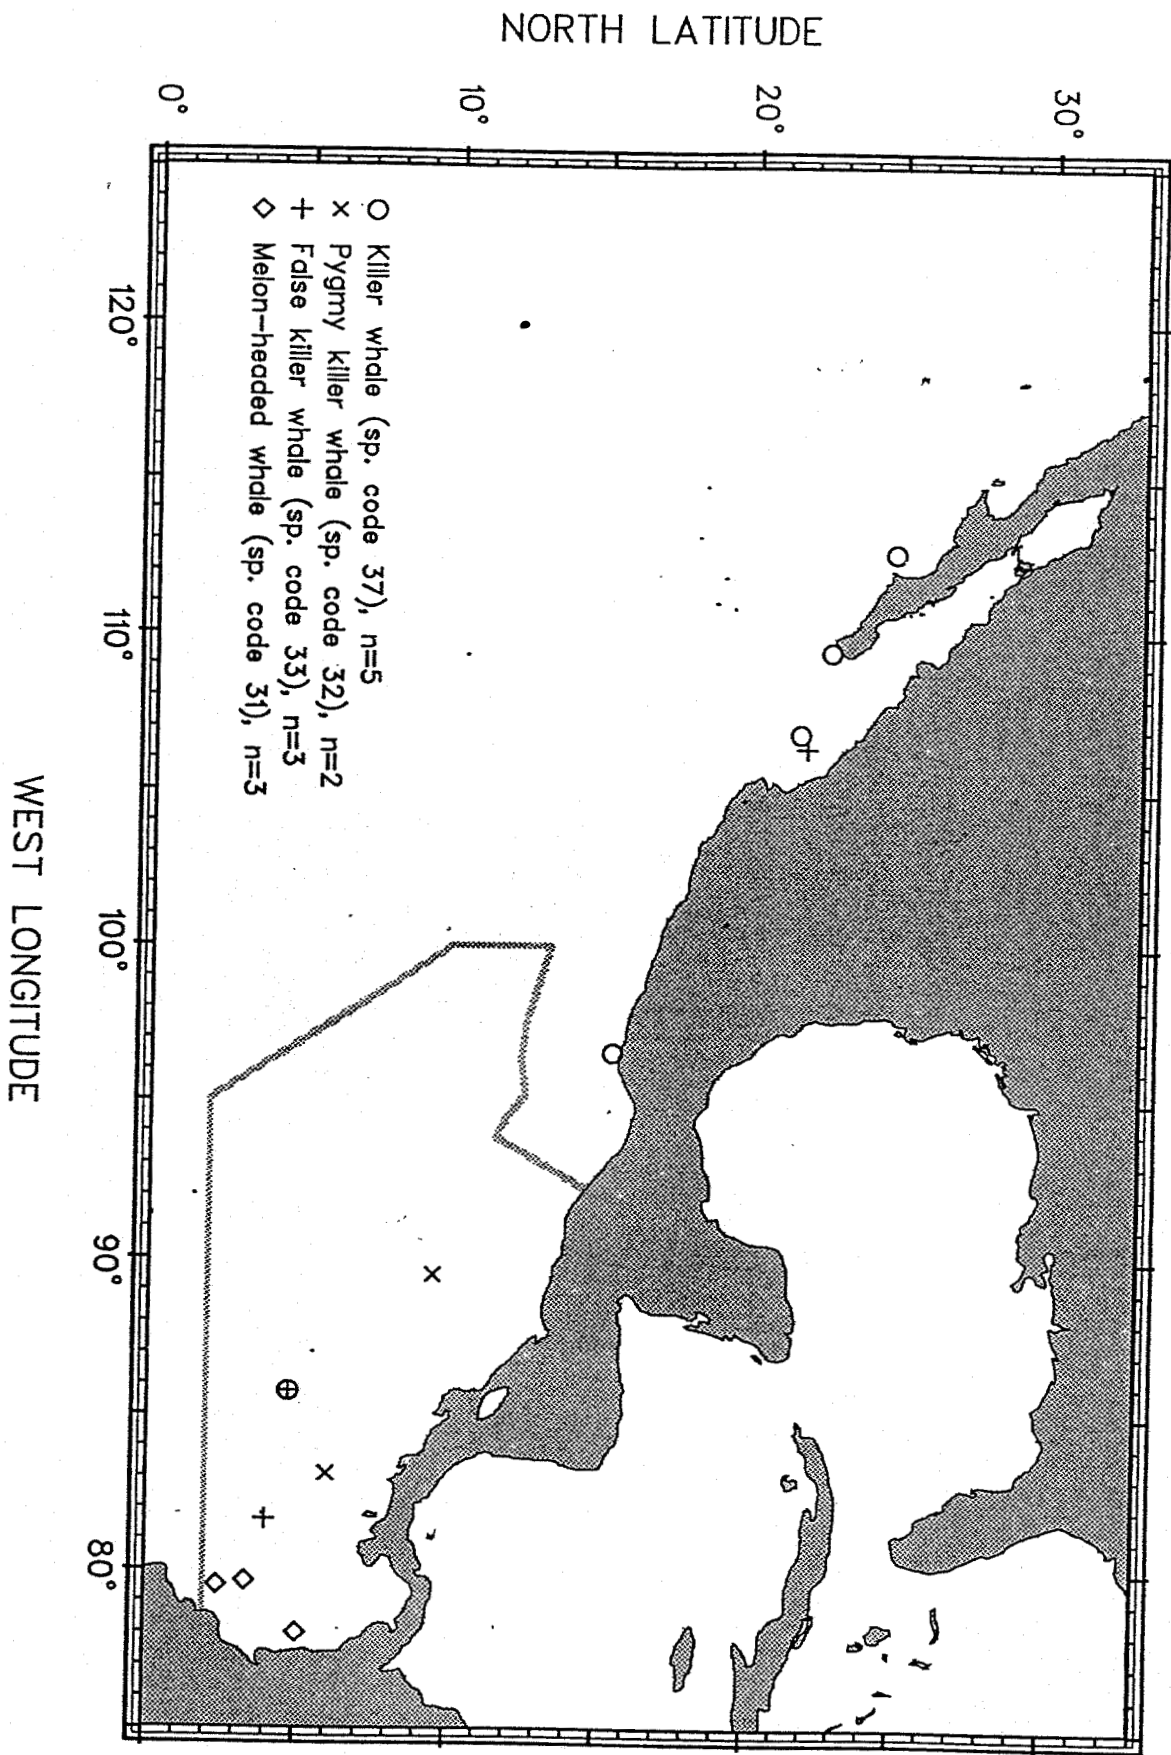 NORTH LATITUDE
0°
10°
20°
30°
O Killer whale (sp. code 37), n=5
× Pygmy killer whale (sp. code 32), n=2
+ False killer whale (sp. code 33), n=3
◇ Melon-headed whale (sp. code 31), n=3
120°
110°
100°
90°
80°
WEST LONGITUDE